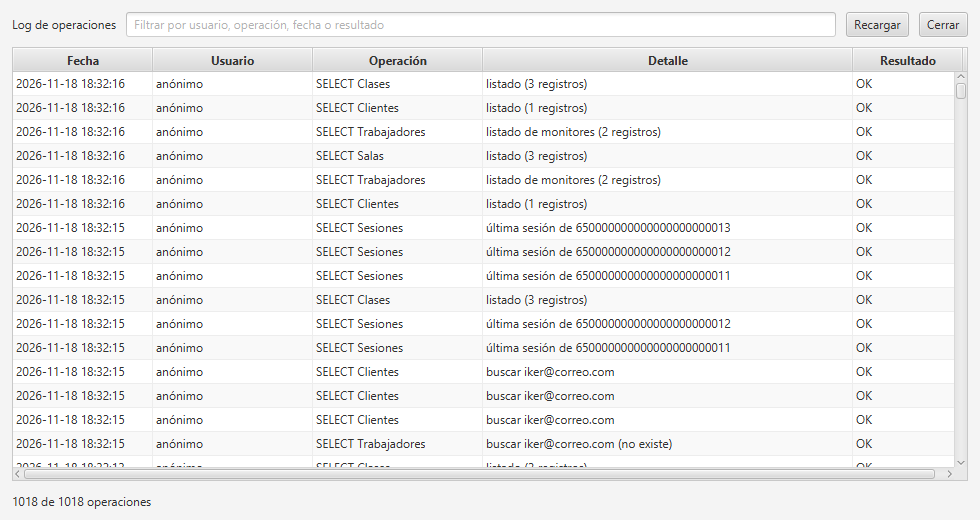 Log de operaciones Filtrar por usuario, operación, fecha o resultado Recargar Cerrar
Fecha Usuario Operación Detalle Resultado
2026-11-18 18:32:16 anónimo SELECT Clases listado (3 registros) OK
2026-11-18 18:32:16 anónimo SELECT Clientes listado (1 registros) OK
2026-11-18 18:32:16 anónimo SELECT Trabajadores listado de monitores (2 registros) OK
2026-11-18 18:32:16 anónimo SELECT Salas listado (3 registros) OK
2026-11-18 18:32:16 anónimo SELECT Trabajadores listado de monitores (2 registros) OK
2026-11-18 18:32:16 anónimo SELECT Clientes listado (1 registros) OK
2026-11-18 18:32:15 anónimo SELECT Sesiones última sesión de 650000000000000000000013 OK
2026-11-18 18:32:15 anónimo SELECT Sesiones última sesión de 650000000000000000000012 OK
2026-11-18 18:32:15 anónimo SELECT Sesiones última sesión de 650000000000000000000011 OK
2026-11-18 18:32:15 anónimo SELECT Clases listado (3 registros) OK
2026-11-18 18:32:15 anónimo SELECT Sesiones última sesión de 650000000000000000000012 OK
2026-11-18 18:32:15 anónimo SELECT Sesiones última sesión de 650000000000000000000011 OK
2026-11-18 18:32:15 anónimo SELECT Clientes buscar iker@correo.com OK
2026-11-18 18:32:15 anónimo SELECT Clientes buscar iker@correo.com OK
2026-11-18 18:32:15 anónimo SELECT Clientes buscar iker@correo.com OK
2026-11-18 18:32:15 anónimo SELECT Trabajadores buscar iker@correo.com (no existe) OK
1018 de 1018 operaciones